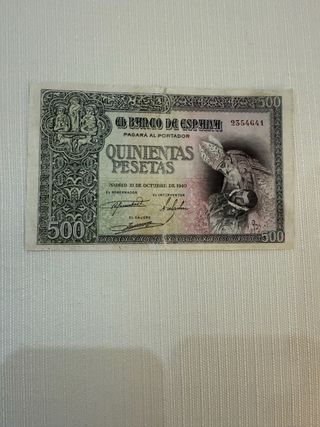 500
EL BANCO DE ESPAÑA
2354641
PAGARÁ AL PORTADOR
QUINIENTAS
PESETAS
MADRID 21 DE OCTUBRE DE 1940
EL GOBERNADOR
EL INTERVENTOR
EL CAJERO
500
500